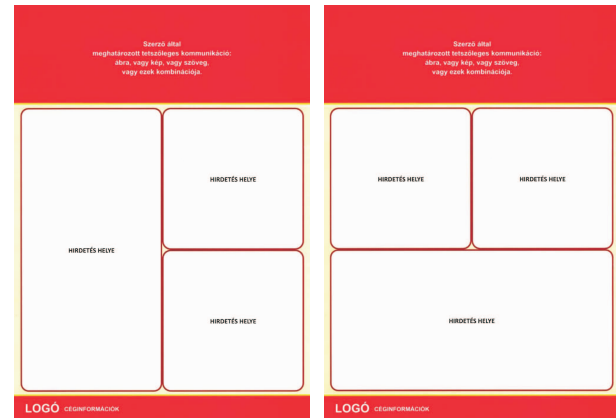 Szerző által
meghatározott tetszőleges kommunikáció:
ábra, vagy kép, vagy szöveg,
vagy ezek kombinációja.
HIRDETÉS HELYE
HIRDETÉS HELYE
HIRDETÉS HELYE
LOGÓ CÉGINFORMÁCIÓK
Szerző által
meghatározott tetszőleges kommunikáció:
ábra, vagy kép, vagy szöveg,
vagy ezek kombinációja.
HIRDETÉS HELYE
HIRDETÉS HELYE
HIRDETÉS HELYE
LOGÓ CÉGINFORMÁCIÓK